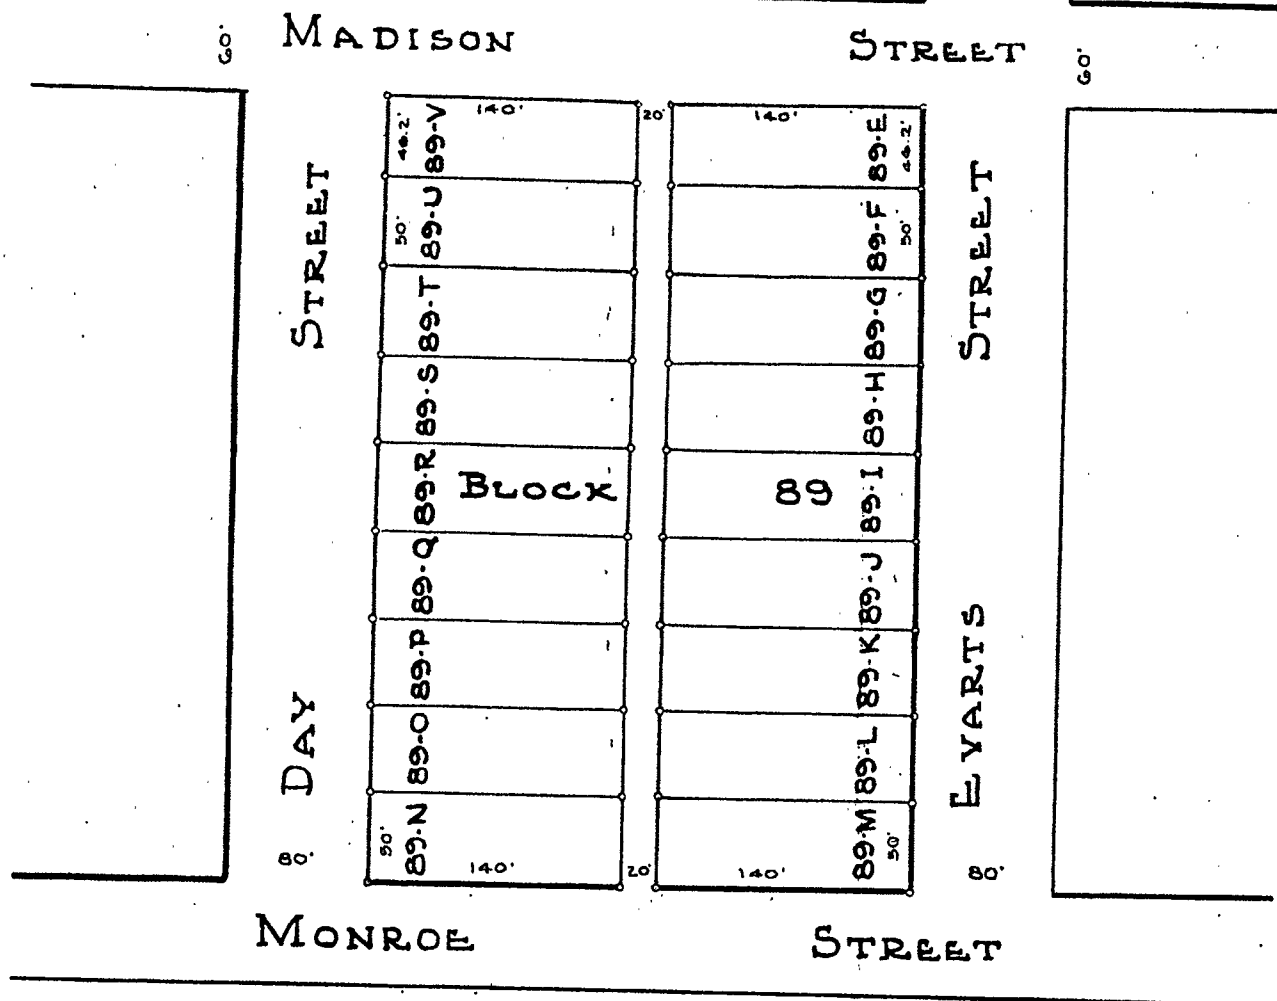 MADISON STREET
60'
60'
140'
20'
140'
46.2'
89-V
89-E
46.2'
50'
89-U
89-F
50'
89-T
89-G
89-S
89-H
89-R
BLOCK 89
89-I
89-Q
89-J
89-P
89-K
89-O
89-L
50'
89-N
89-M
50'
140'
20'
140'
DAY STREET
80'
EVARTS STREET
80'
MONROE STREET